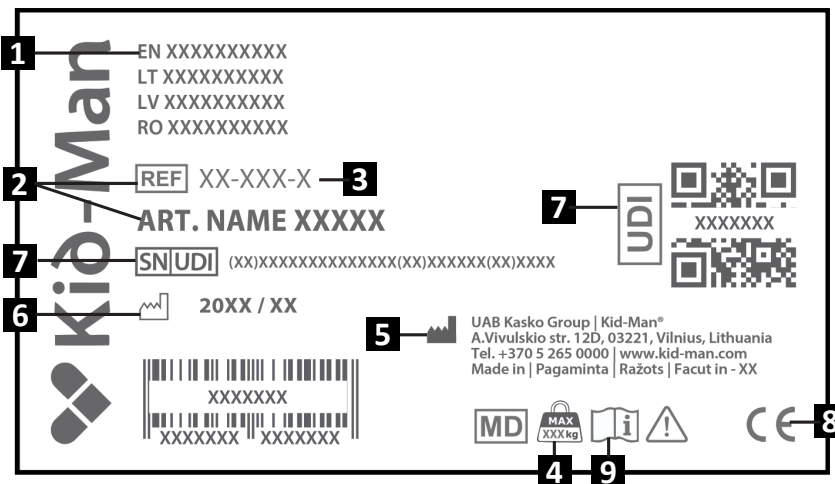 1
EN XXXXXXXXXX
LT XXXXXXXXXX
LV XXXXXXXXXX
RO XXXXXXXXXX
Kið-Man
2
REF XX-XXX-X
3
ART. NAME XXXXX
7
SN UDI (XX)XXXXXXXXXXXXXX(XX)XXXXXX(XX)XXXX
6
20XX / XX
7
UDI
XXXXXXX
5
UAB Kasko Group | Kid-Man®
A.Vivulskio str. 12D, 03221, Vilnius, Lithuania
Tel. +370 5 265 0000 | www.kid-man.com
Made in | Pagaminta | Ražots | Facut in - XX
XXXXXXX
XXXXXXX XXXXXXX
MD
MAX
XXX kg
i
!
CE
8
4
9